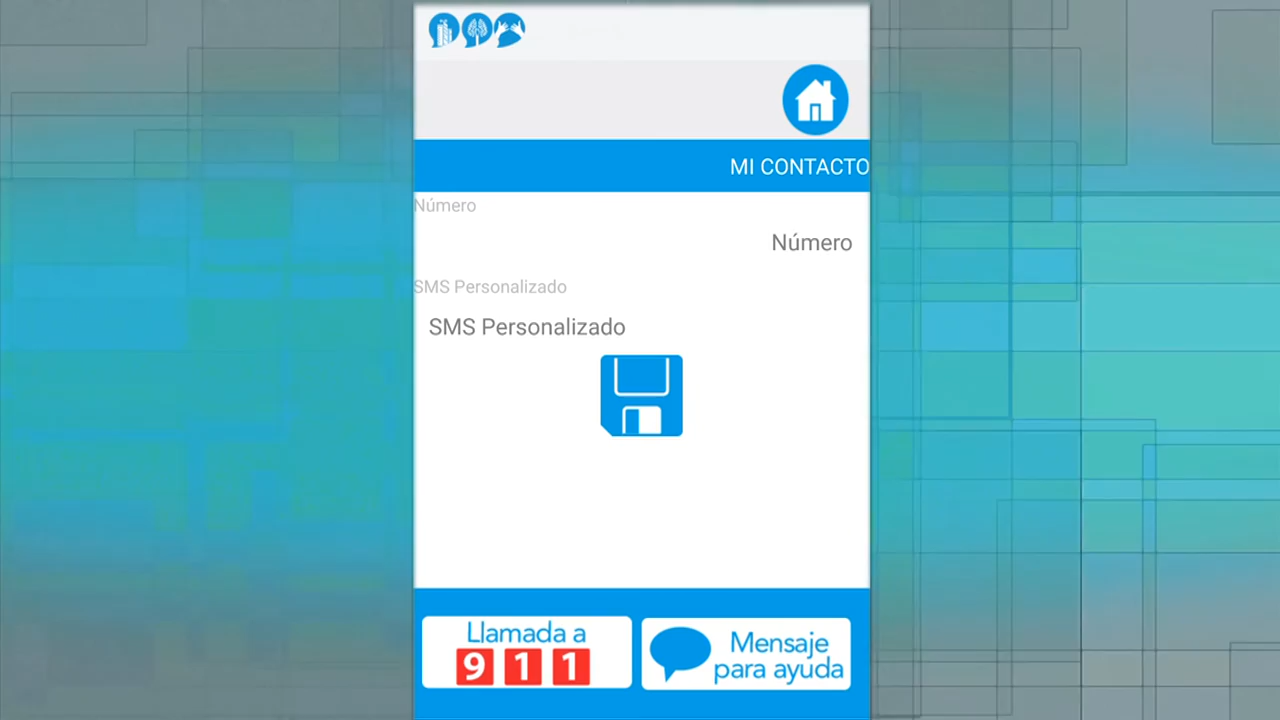 MI CONTACTO
Número
Número
SMS Personalizado
SMS Personalizado
Llamada a
911
Mensaje
para ayuda